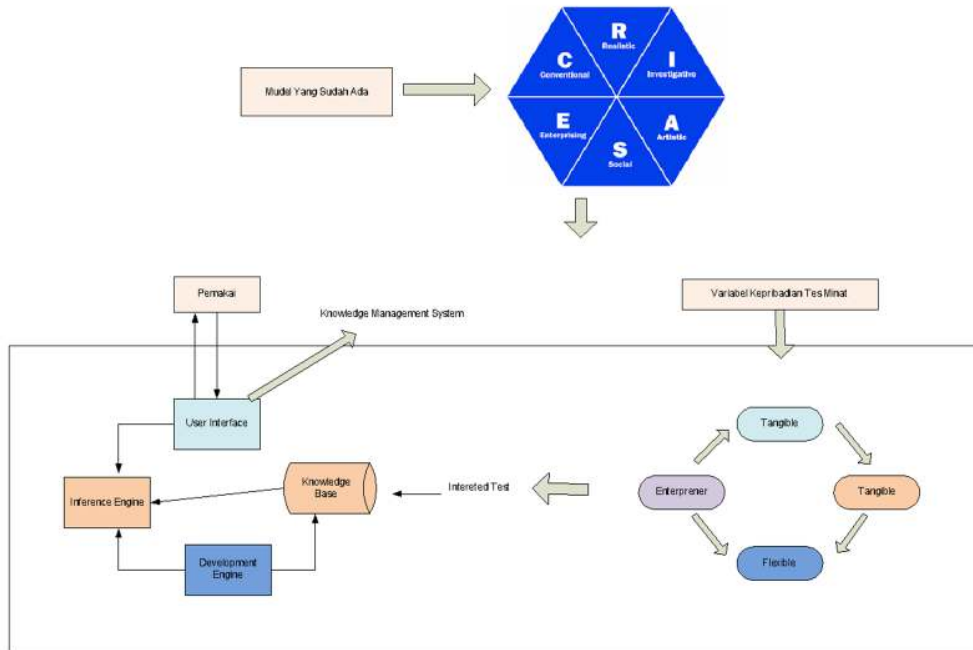 R
Realistic
C
Conventional
I
Investigative
E
Enterprising
S
Social
A
Artistic
Mudel Yang Sudah Ada
Pemakai
Knowledge Management System
Variabel Kepribadian Tes Minat
User Interface
Tangible
Inference Engine
Knowledge
Base
Intereted Test
Enterprener
Tangible
Development
Engine
Flexible